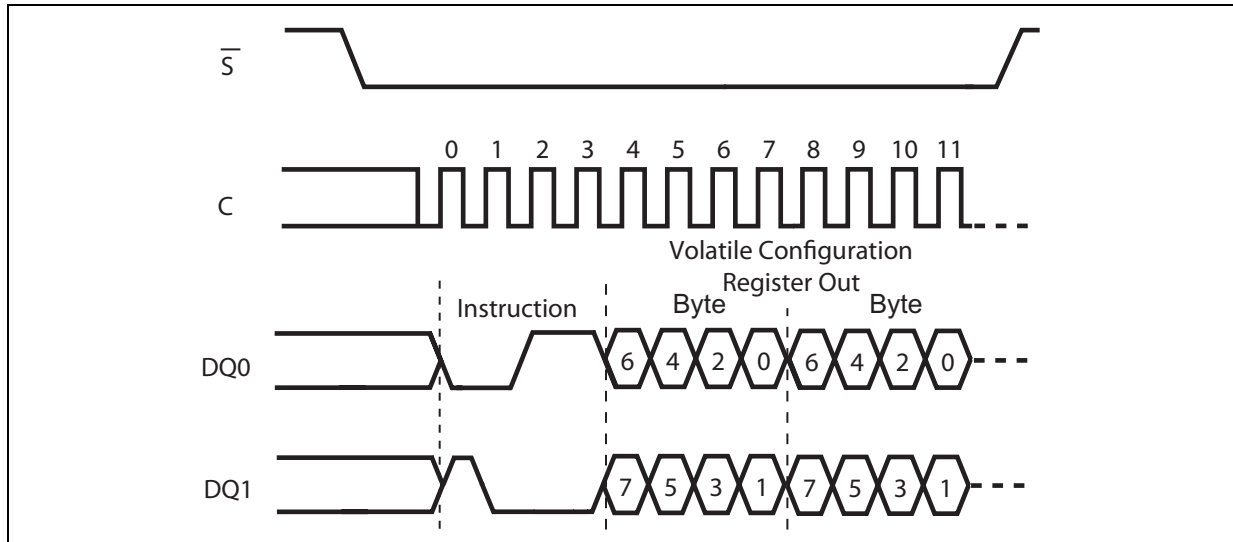 S
0 1 2 3 4 5 6 7 8 9 10 11
C
Volatile Configuration
Register Out
Instruction Byte Byte
DQ0 6 4 2 0 6 4 2 0
DQ1 7 5 3 1 7 5 3 1